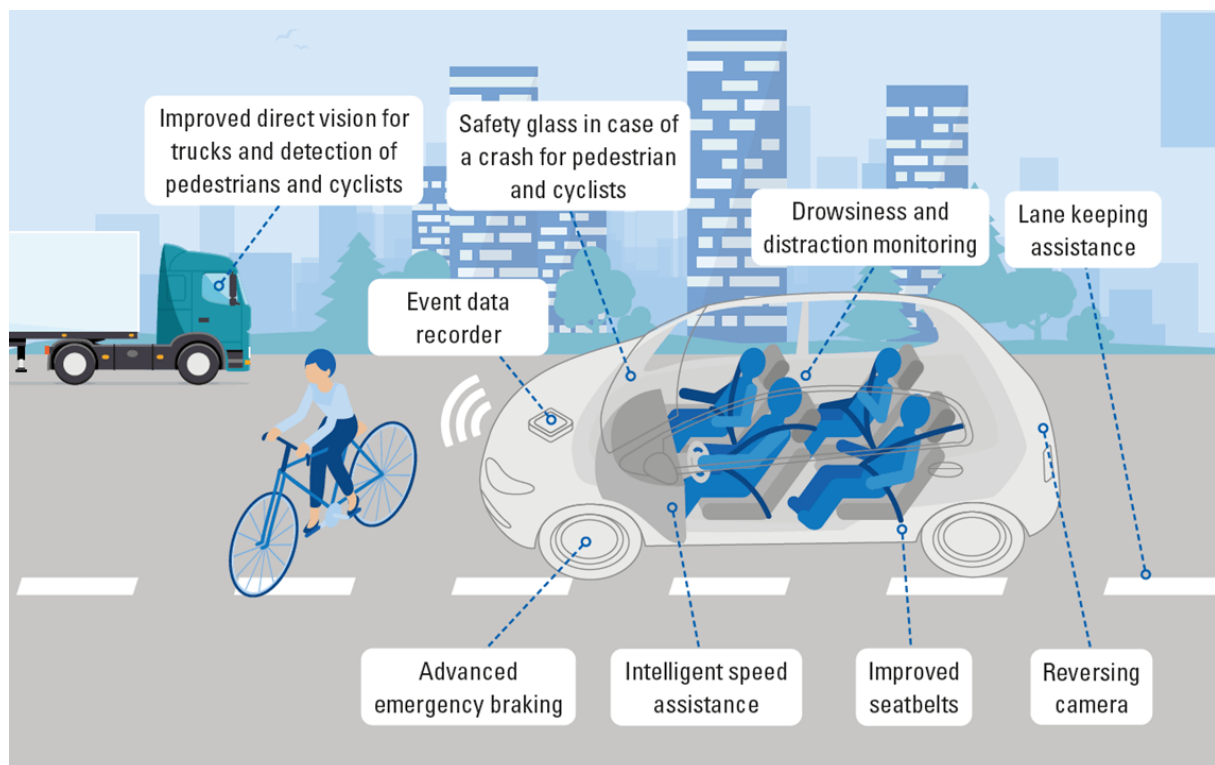 Improved direct vision for
trucks and detection of
pedestrians and cyclists
Safety glass in case of
a crash for pedestrian
and cyclists
Drowsiness and
distraction monitoring
Lane keeping
assistance
Event data
recorder
Advanced
emergency braking
Intelligent speed
assistance
Improved
seatbelts
Reversing
camera